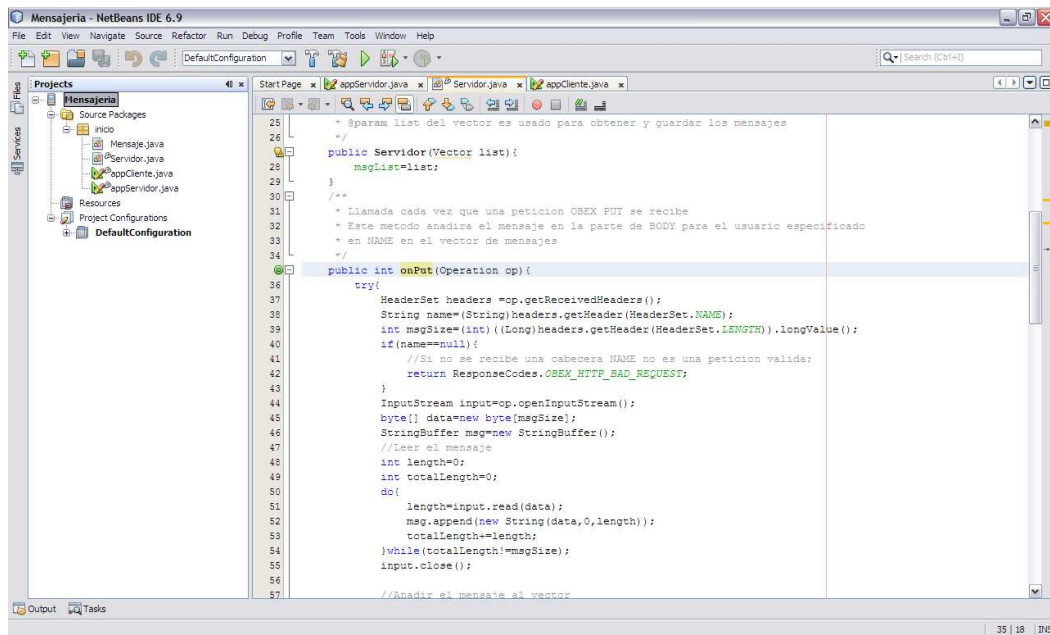 Mensajeria - NetBeans IDE 6.9
File Edit View Navigate Source Refactor Run Debug Profile Team Tools Window Help
DefaultConfiguration
Search (Ctrl+I)
Files
Services
Projects
Mensajeria
Source Packages
inicio
Mensaje.java
Servidor.java
appCliente.java
appServidor.java
Resources
Project Configurations
DefaultConfiguration
Start Page appServidor.java Servidor.java appCliente.java
25 * @param list del vector es usado para obtener y guardar los mensajes
26 */
public Servidor(Vector list){
28 msgList=list;
29 }
30 /**
31 * Llamada cada vez que una peticion OBEX PUT se recibe
32 * Este metodo anadira el mensaje en la parte de BODY para el usuario especificado
33 * en NAME en el vector de mensajes
34 */
public int onPut(Operation op){
36 try{
37 HeaderSet headers =op.getReceivedHeaders();
38 String name=(String)headers.getHeader(HeaderSet.NAME);
39 int msgSize=(int)((Long)headers.getHeader(HeaderSet.LENGTH)).longValue();
40 if(name==null){
41 //Si no se recibe una cabecera NAME no es una peticion valida;
42 return ResponseCodes.OBEX_HTTP_BAD_REQUEST;
43 }
44 InputStream input=op.openInputStream();
45 byte[] data=new byte[msgSize];
46 StringBuffer msg=new StringBuffer();
47 //Leer el mensaje
48 int length=0;
49 int totalLength=0;
50 do{
51 length=input.read(data);
52 msg.append(new String(data,0,length));
53 totalLength+=length;
54 }while(totalLength!=msgSize);
55 input.close();
56
57 //Anadir el mensaje al vector
Output Tasks
35 | 18 INS